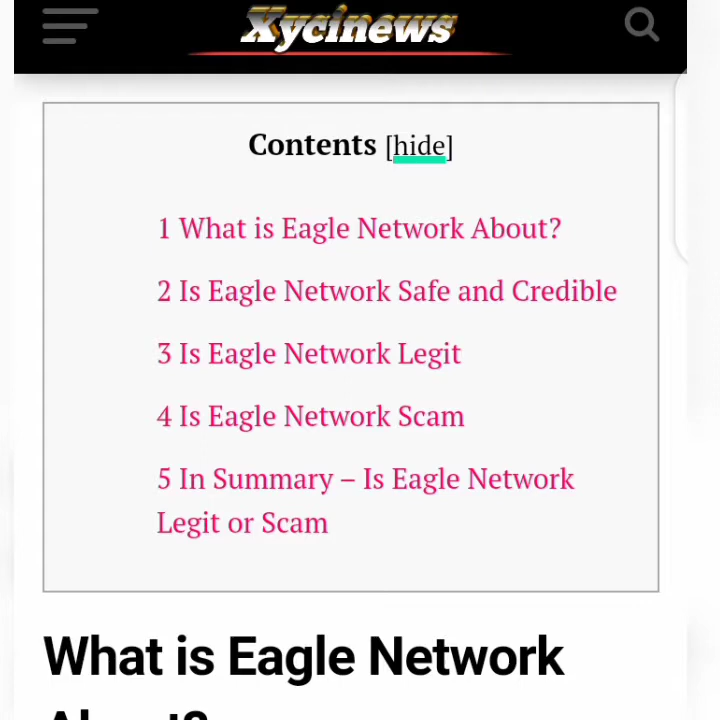 Xycinews
Contents [hide]
1 What is Eagle Network About?
2 Is Eagle Network Safe and Credible
3 Is Eagle Network Legit
4 Is Eagle Network Scam
5 In Summary – Is Eagle Network
Legit or Scam
What is Eagle Network
About?